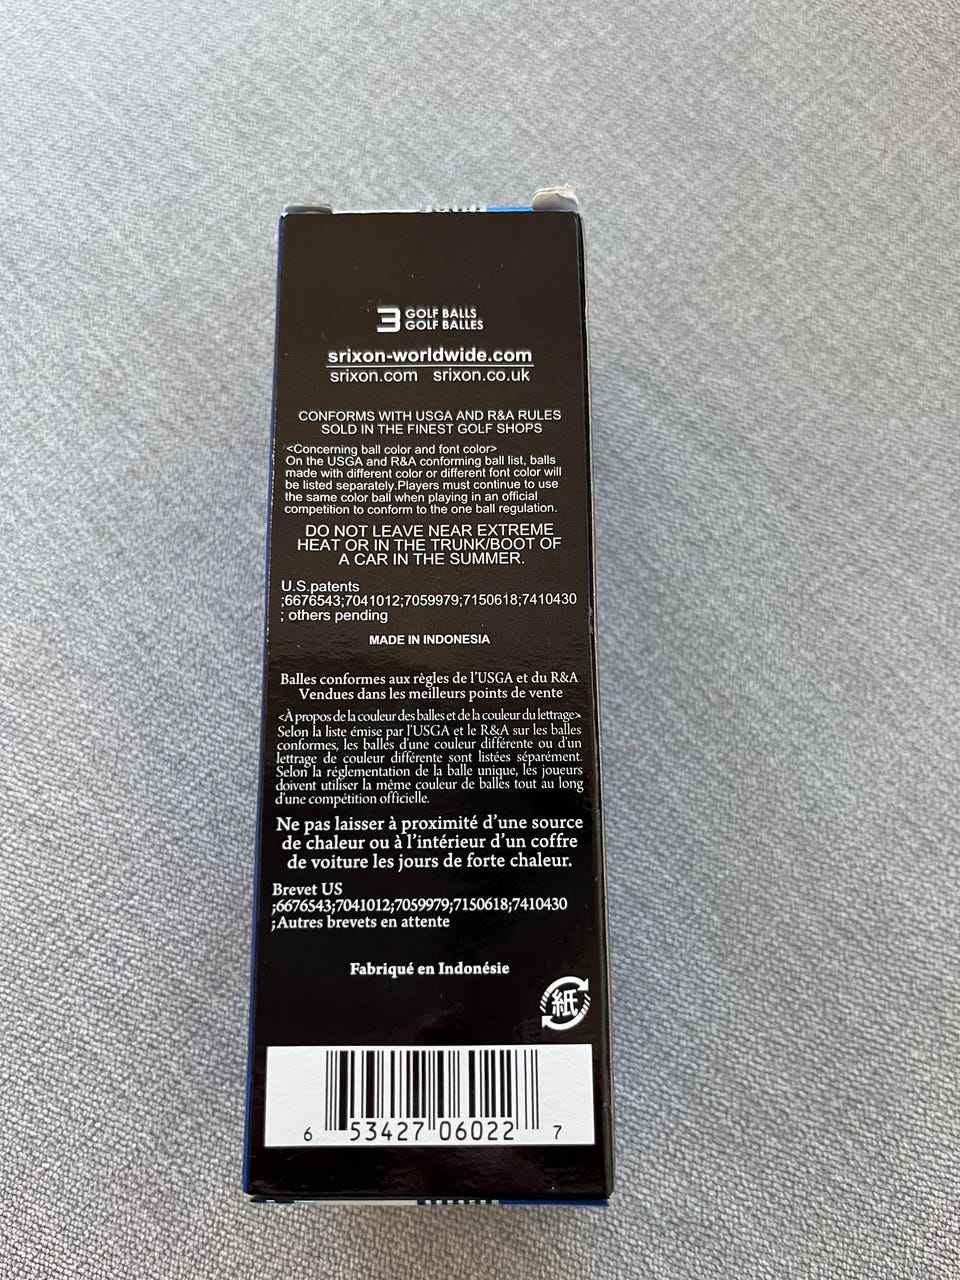 3 GOLF BALLS
GOLF BALLES
srixon-worldwide.com
srixon.com srixon.co.uk
CONFORMS WITH USGA AND R&A RULES
SOLD IN THE FINEST GOLF SHOPS
<Concerning ball color and font color>
On the USGA and R&A conforming ball list, balls
made with different color or different font color will
be listed separately.Players must continue to use
the same color ball when playing in an official
competition to conform to the one ball regulation.
DO NOT LEAVE NEAR EXTREME
HEAT OR IN THE TRUNK/BOOT OF
A CAR IN THE SUMMER.
U.S.patents
;6676543;7041012;7059979;7150618;7410430
; others pending
MADE IN INDONESIA
Balles conformes aux règles de l'USGA et du R&A
Vendues dans les meilleurs points de vente
<À propos de la couleur des balles et de la couleur du lettrage>
Selon la liste émise par l'USGA et le R&A sur les balles
conformes, les balles d'une couleur différente ou d'un
lettrage de couleur différente sont listées séparément.
Selon la réglementation de la balle unique, les joueurs
doivent utiliser la même couleur de balles tout au long
d'une compétition officielle.
Ne pas laisser à proximité d'une source
de chaleur ou à l'intérieur d'un coffre
de voiture les jours de forte chaleur.
Brevet US
;6676543;7041012;7059979;7150618;7410430
;Autres brevets en attente
Fabriqué en Indonésie
紙
6 53427 06022 7